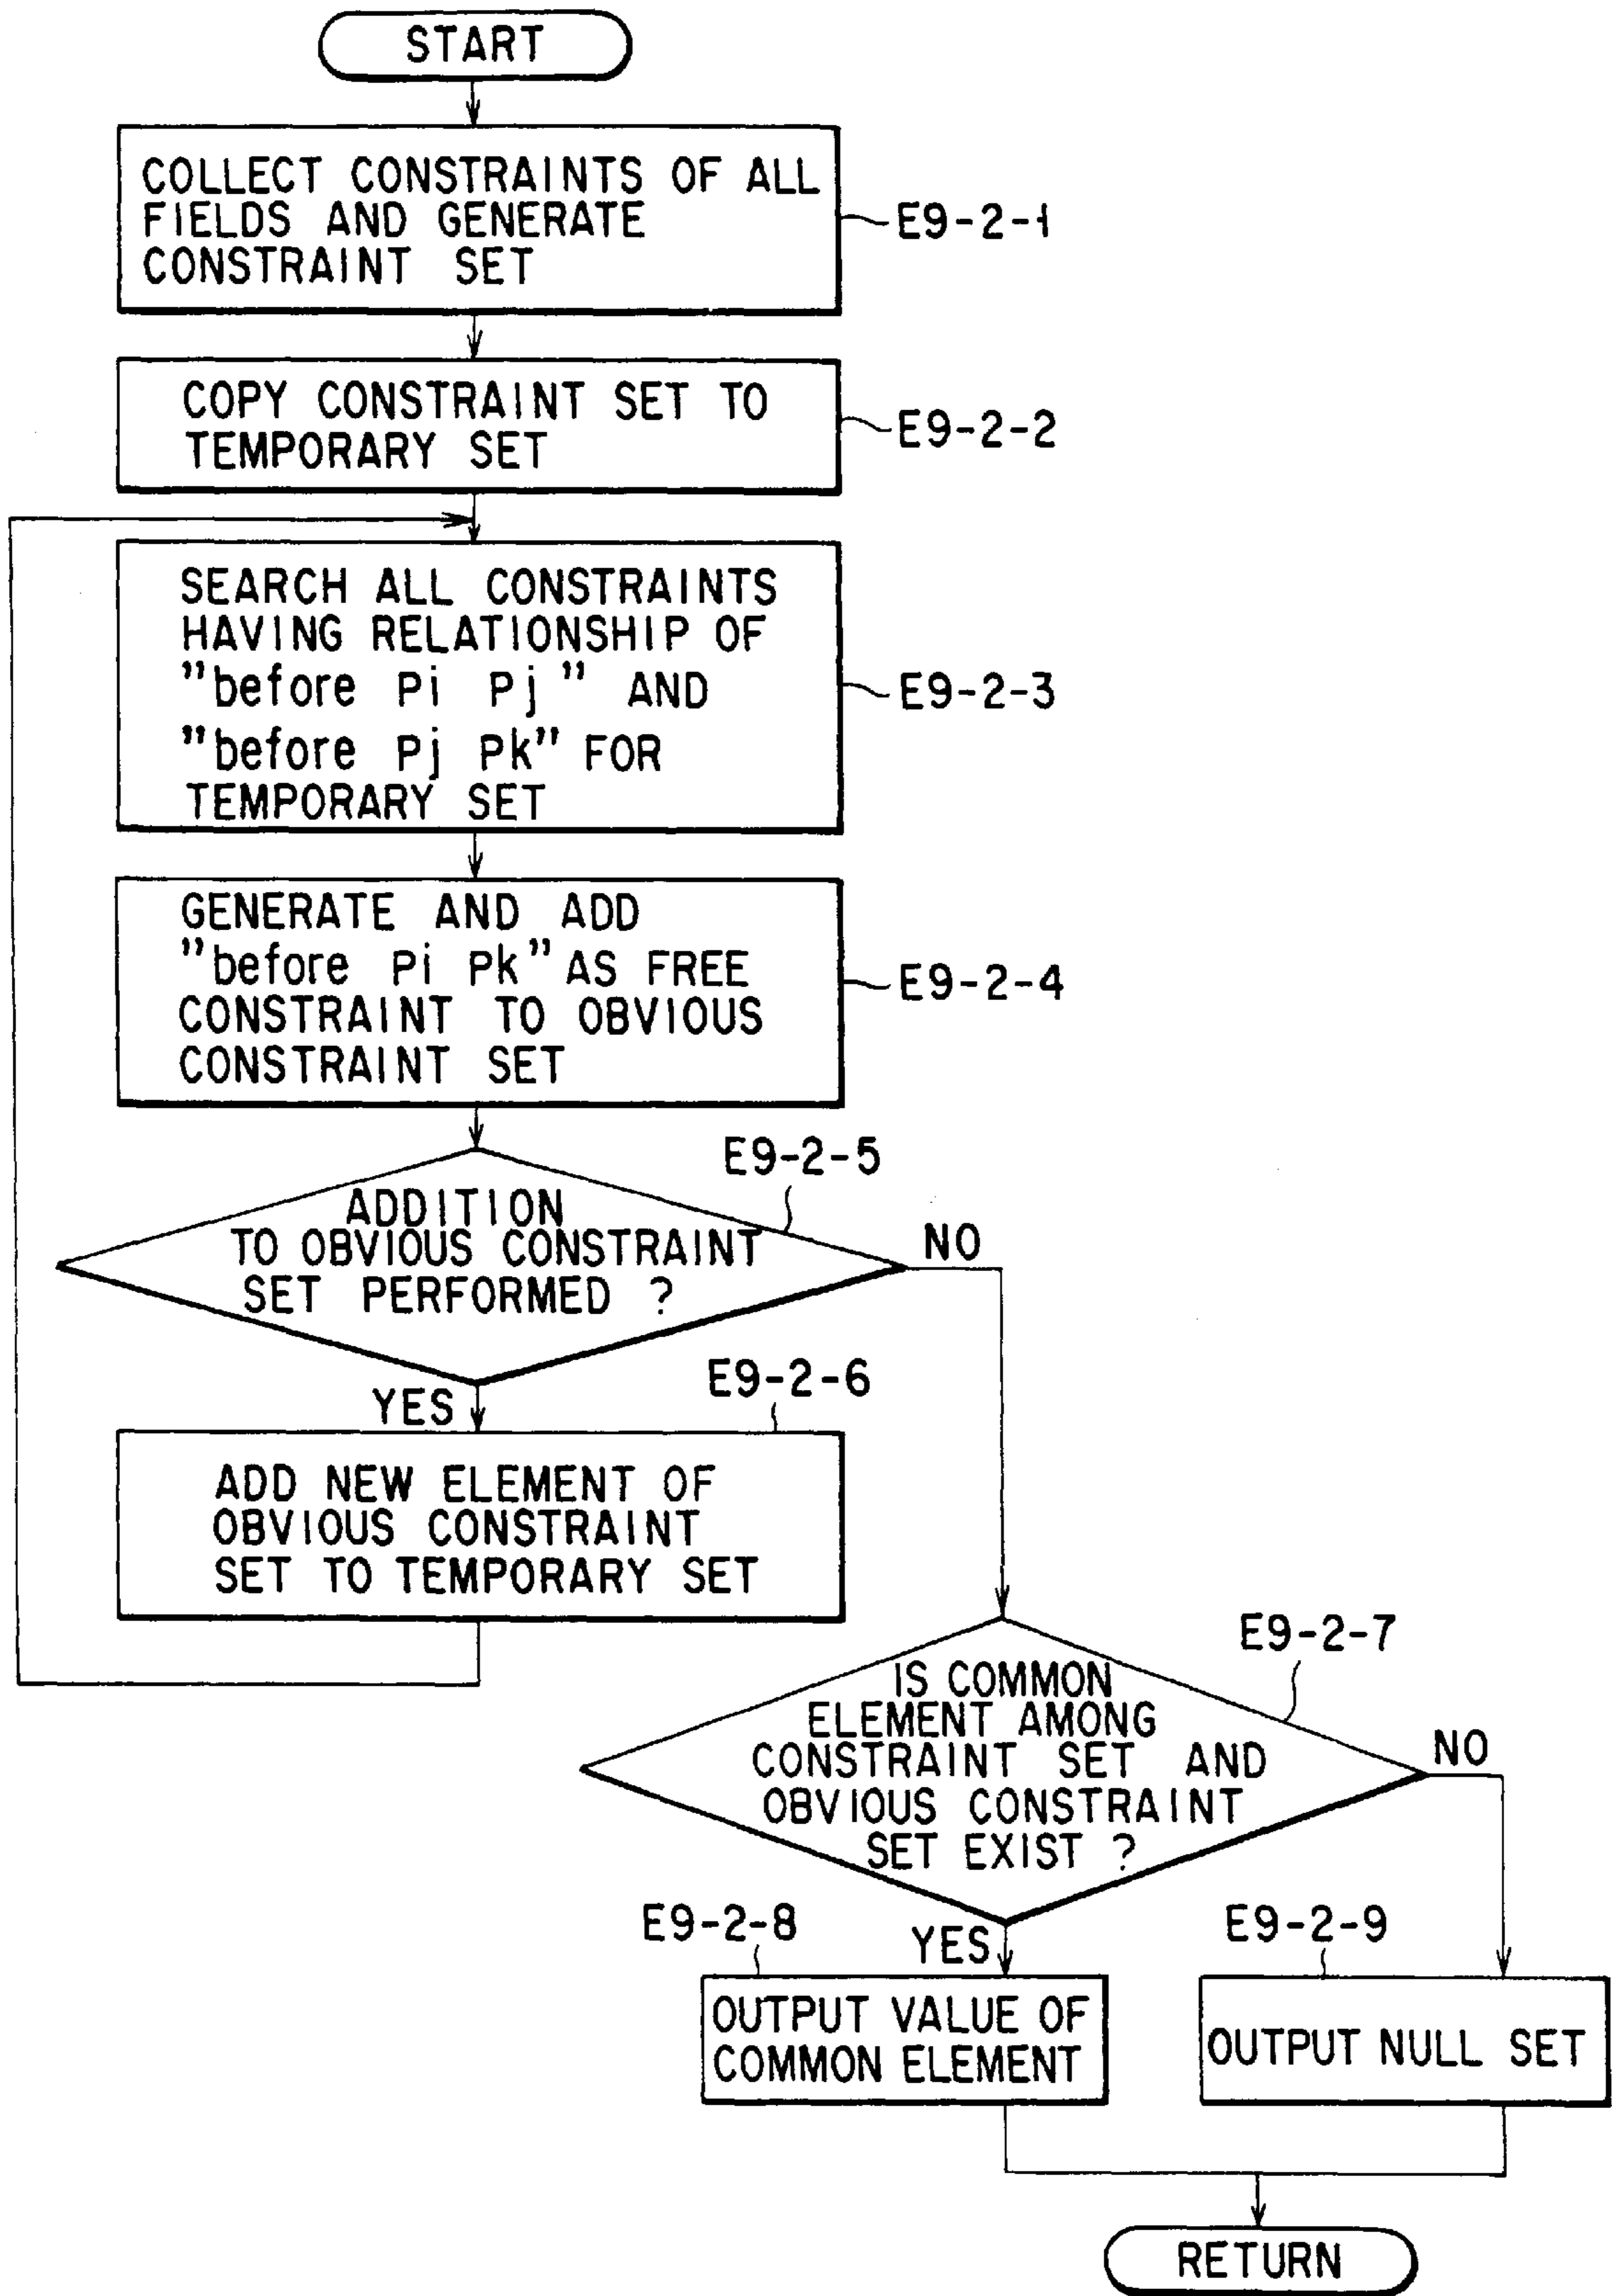 START
COLLECT CONSTRAINTS OF ALL
FIELDS AND GENERATE
CONSTRAINT SET
E9-2-1
COPY CONSTRAINT SET TO
TEMPORARY SET
E9-2-2
SEARCH ALL CONSTRAINTS
HAVING RELATIONSHIP OF
"before Pi Pj" AND
"before Pj Pk" FOR
TEMPORARY SET
E9-2-3
GENERATE AND ADD
"before Pi Pk" AS FREE
CONSTRAINT TO OBVIOUS
CONSTRAINT SET
E9-2-4
E9-2-5
ADDITION
TO OBVIOUS CONSTRAINT
SET PERFORMED ?
NO
YES
E9-2-6
ADD NEW ELEMENT OF
OBVIOUS CONSTRAINT
SET TO TEMPORARY SET
E9-2-7
IS COMMON
ELEMENT AMONG
CONSTRAINT SET AND
OBVIOUS CONSTRAINT
SET EXIST ?
NO
YES
E9-2-8
OUTPUT VALUE OF
COMMON ELEMENT
E9-2-9
OUTPUT NULL SET
RETURN